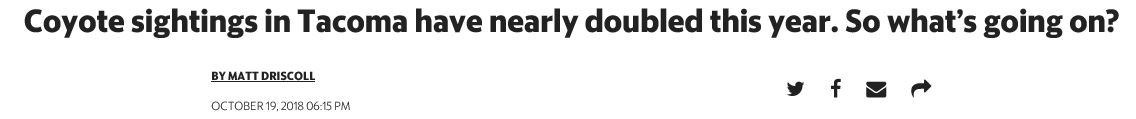 Coyote sightings in Tacoma have nearly doubled this year. So what’s going on?
BY MATT DRISCOLL
OCTOBER 19, 2018 06:15 PM